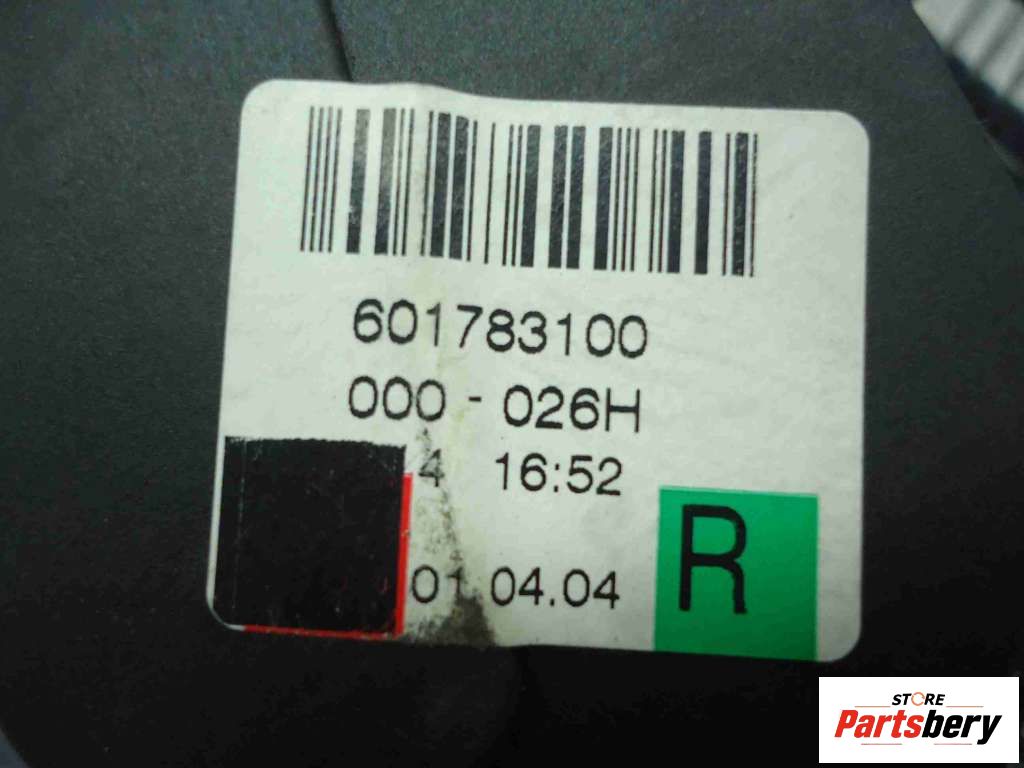 601783100
000 - 026H
4 16:52
01 04.04
R
STORE
Partsbery